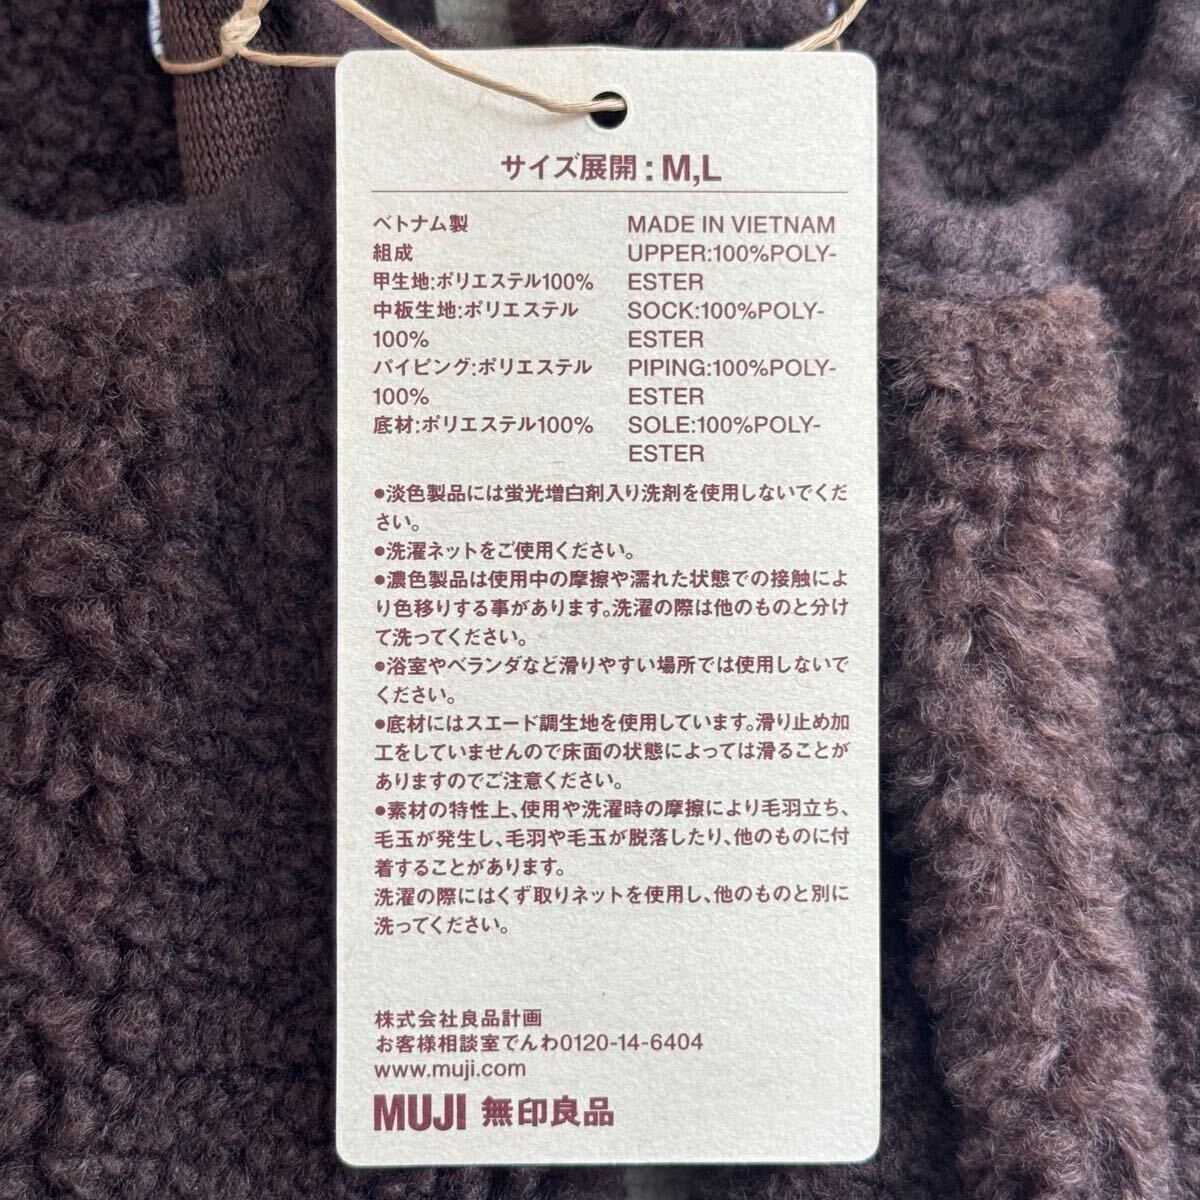 サイズ展開:M,L
ベトナム製
組成
甲生地:ポリエステル100%
中板生地:ポリエステル
100%
パイピング:ポリエステル
100%
底材:ポリエステル100%
MADE IN VIETNAM
UPPER:100%POLY-
ESTER
SOCK:100%POLY-
ESTER
PIPING:100%POLY-
ESTER
SOLE:100%POLY-
ESTER
●淡色製品には蛍光増白剤入り洗剤を使用しないでくだ
さい。
●洗濯ネットをご使用ください。
●濃色製品は使用中の摩擦や濡れた状態での接触によ
り色移りする事があります。洗濯の際は他のものと分け
て洗ってください。
●浴室やベランダなど滑りやすい場所では使用しないで
ください。
●底材にはスエード調生地を使用しています。滑り止め加
工をしていませんので床面の状態によっては滑ることが
ありますのでご注意ください。
●素材の特性上、使用や洗濯時の摩擦により毛羽立ち、
毛玉が発生し、毛羽や毛玉が脱落したり、他のものに付
着することがあります。
洗濯の際にはくず取りネットを使用し、他のものと別に
洗ってください。
株式会社良品計画
お客様相談室でんわ0120-14-6404
www.muji.com
MUJI 無印良品